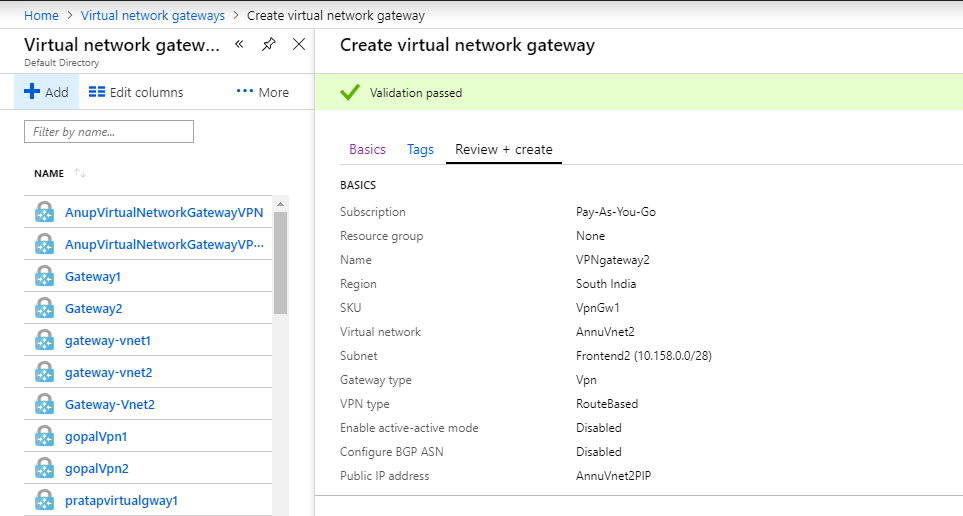 Home > Virtual network gateways > Create virtual network gateway
Virtual network gatew...
Default Directory
Add
Edit columns
More
Filter by name...
NAME
AnupVirtualNetworkGatewayVPN
AnupVirtualNetworkGatewayVP...
Gateway1
Gateway2
gateway-vnet1
gateway-vnet2
Gateway-Vnet2
gopalVpn1
gopalVpn2
pratapvirtualgway1
Create virtual network gateway
Validation passed
Basics Tags Review + create
BASICS
Subscription Pay-As-You-Go
Resource group None
Name VPNgateway2
Region South India
SKU VpnGw1
Virtual network AnnuVnet2
Subnet Frontend2 (10.158.0.0/28)
Gateway type Vpn
VPN type RouteBased
Enable active-active mode Disabled
Configure BGP ASN Disabled
Public IP address AnnuVnet2PIP